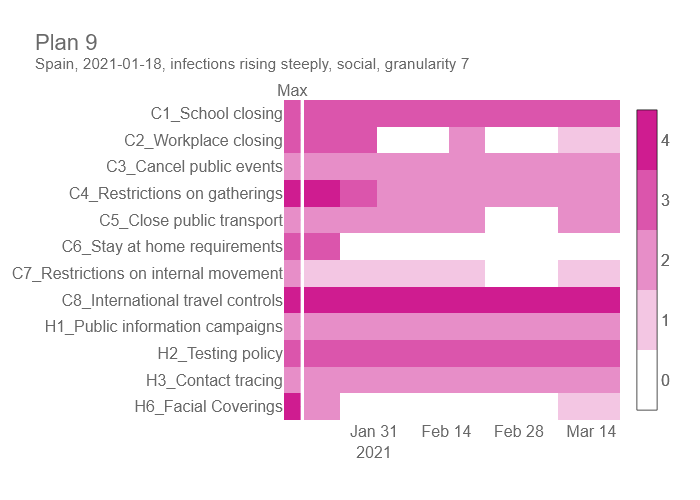 Plan 9
Spain, 2021-01-18, infections rising steeply, social, granularity 7
Max
C1_School closing
C2_Workplace closing
C3_Cancel public events
C4_Restrictions on gatherings
C5_Close public transport
C6_Stay at home requirements
C7_Restrictions on internal movement
C8_International travel controls
H1_Public information campaigns
H2_Testing policy
H3_Contact tracing
H6_Facial Coverings
4
3
2
1
0
Jan 31 Feb 14 Feb 28 Mar 14
2021